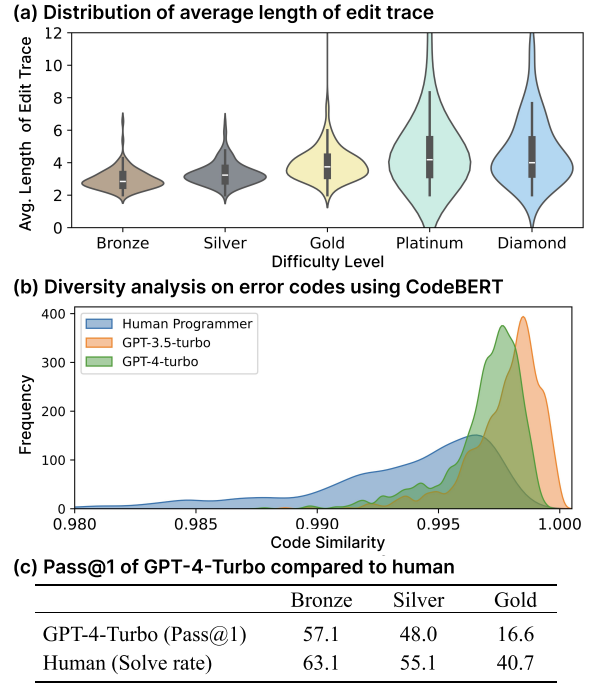 (a) Distribution of average length of edit trace
Avg. Length of Edit Trace
12
10
8
6
4
2
0
Bronze Silver Gold Platinum Diamond
Difficulty Level
(b) Diversity analysis on error codes using CodeBERT
Frequency
400
300
200
100
0
Human Programmer
GPT-3.5-turbo
GPT-4-turbo
0.980 0.985 0.990 0.995 1.000
Code Similarity
(c) Pass@1 of GPT-4-Turbo compared to human
Bronze Silver Gold
GPT-4-Turbo (Pass@1) 57.1 48.0 16.6
Human (Solve rate) 63.1 55.1 40.7